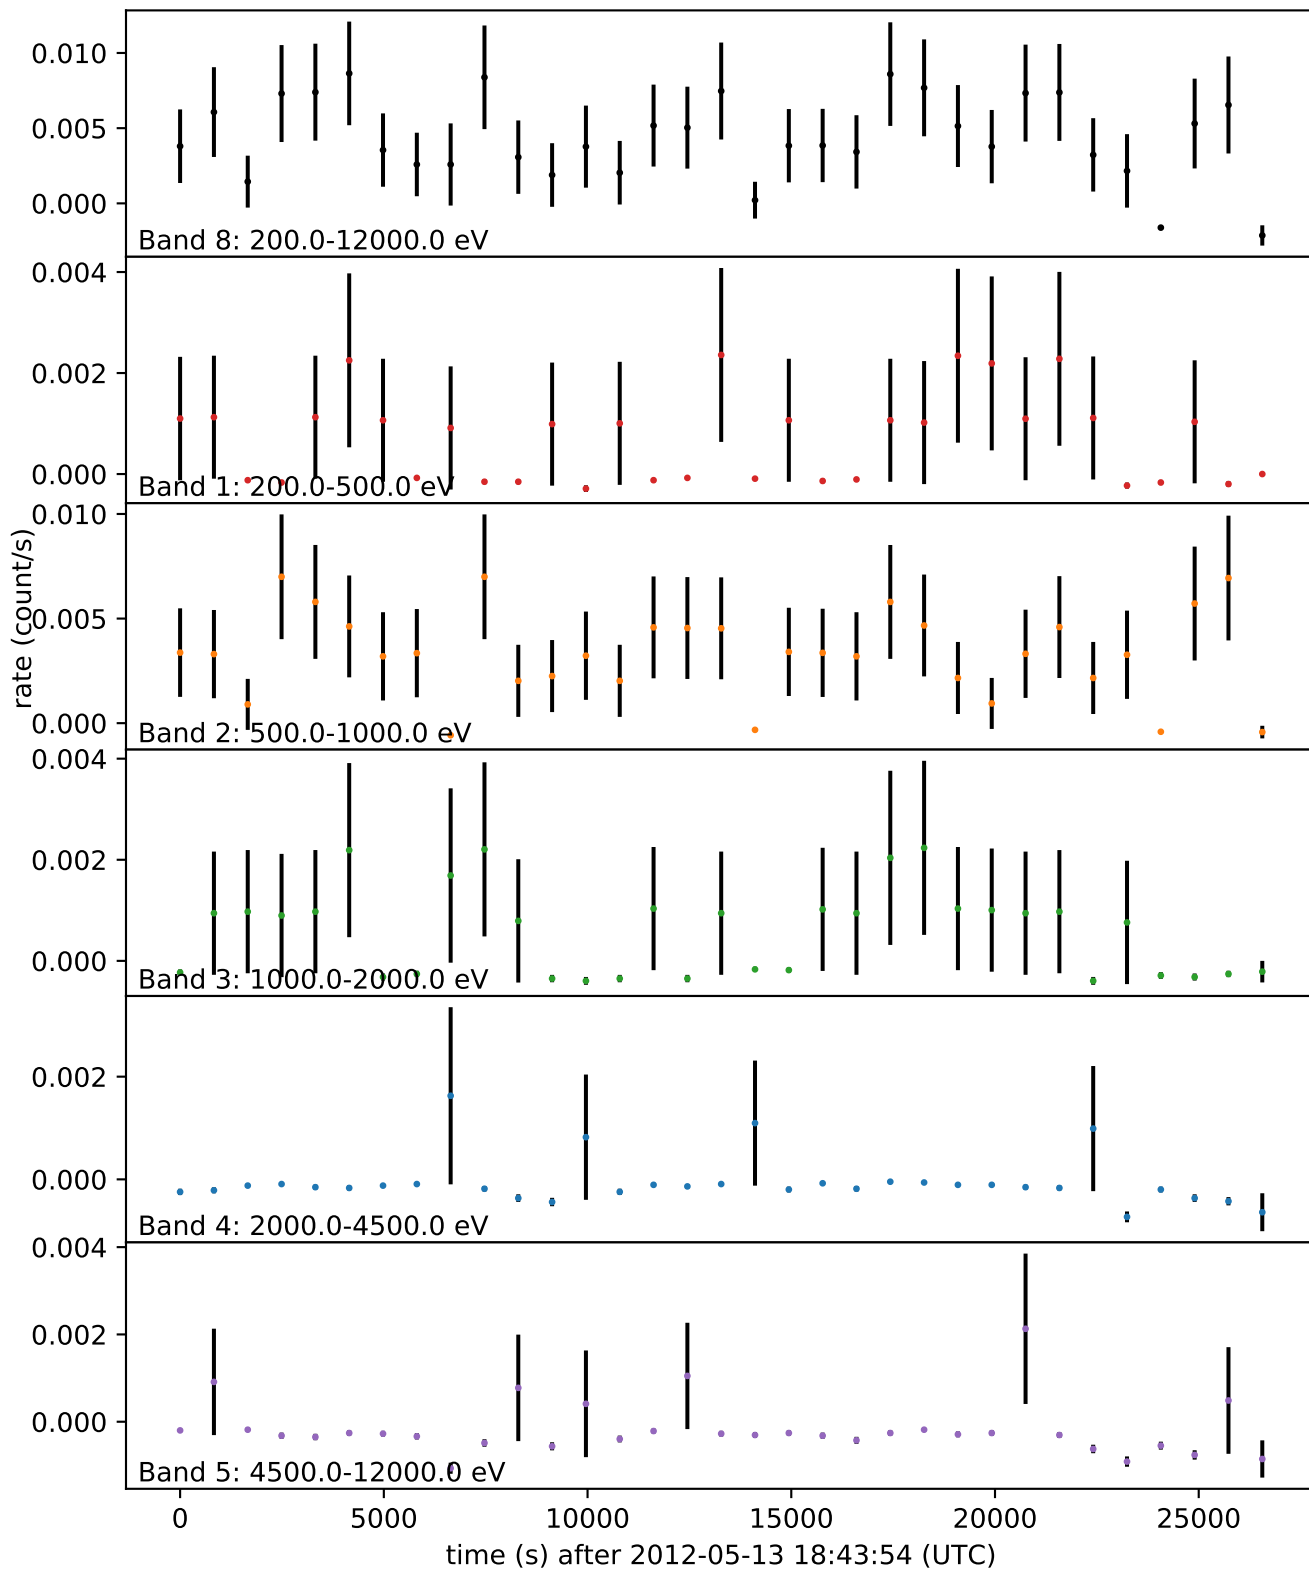 0.010
0.005
0.000
Band 8: 200.0-12000.0 eV
0.004
0.002
0.000
Band 1: 200.0-500.0 eV
0.010
0.005
0.000
Band 2: 500.0-1000.0 eV
rate (count/s)
0.004
0.002
0.000
Band 3: 1000.0-2000.0 eV
0.002
0.000
Band 4: 2000.0-4500.0 eV
0.004
0.002
0.000
Band 5: 4500.0-12000.0 eV
0 5000 10000 15000 20000 25000
time (s) after 2012-05-13 18:43:54 (UTC)